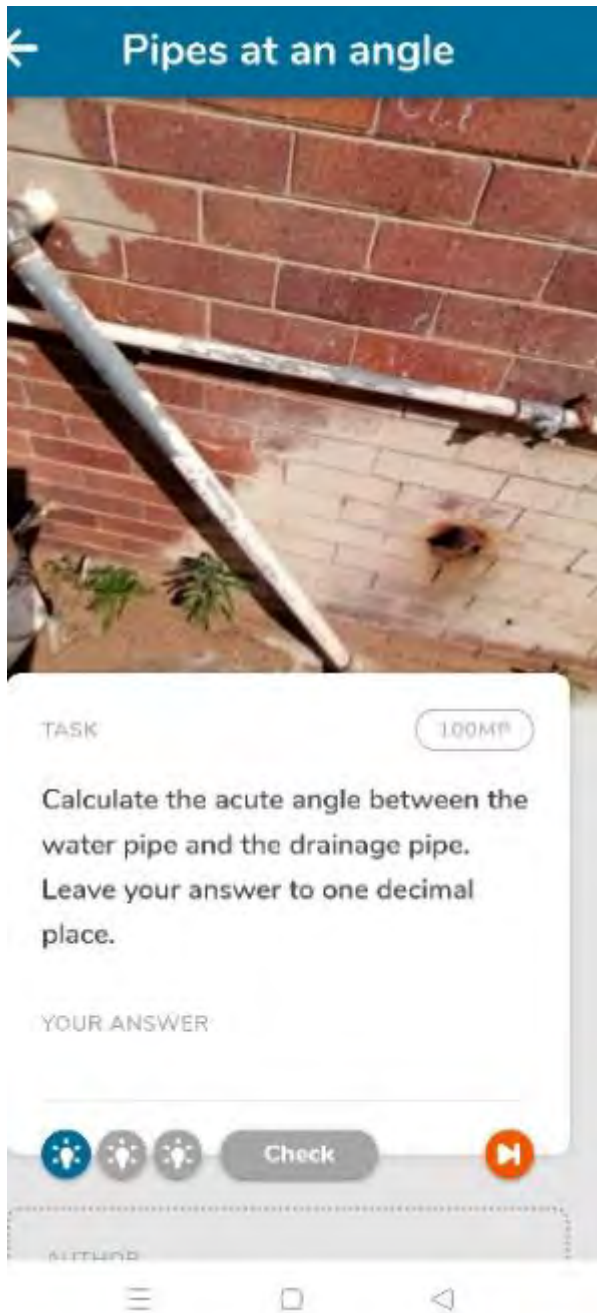 Pipes at an angle
TASK
100MP
Calculate the acute angle between the
water pipe and the drainage pipe.
Leave your answer to one decimal
place.
YOUR ANSWER
Check
AUTHOR